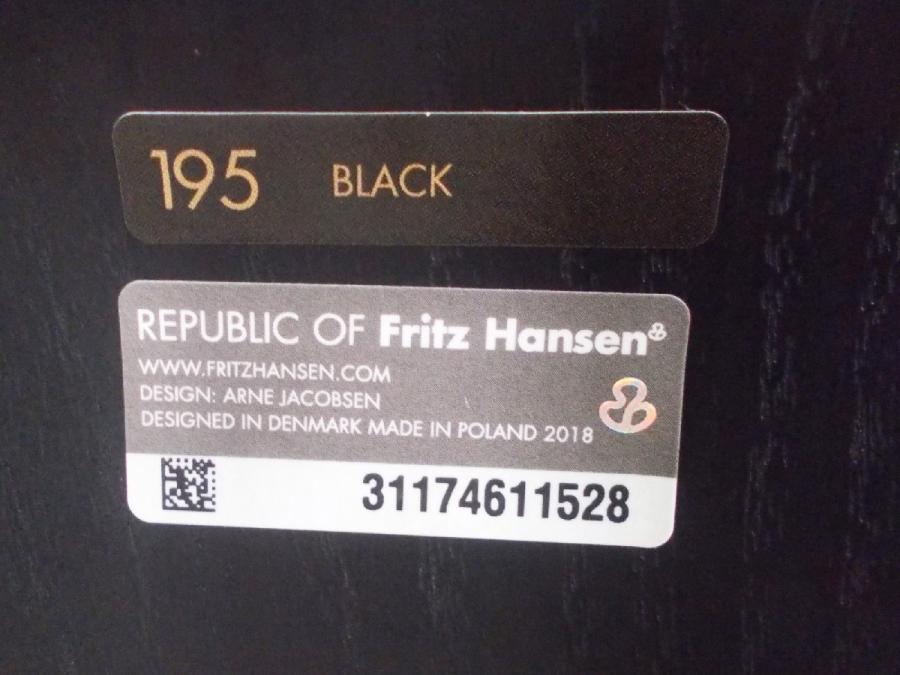 195 BLACK
REPUBLIC OF Fritz Hansen
WWW.FRITZHANSEN.COM
DESIGN: ARNE JACOBSEN
DESIGNED IN DENMARK MADE IN POLAND 2018
31174611528